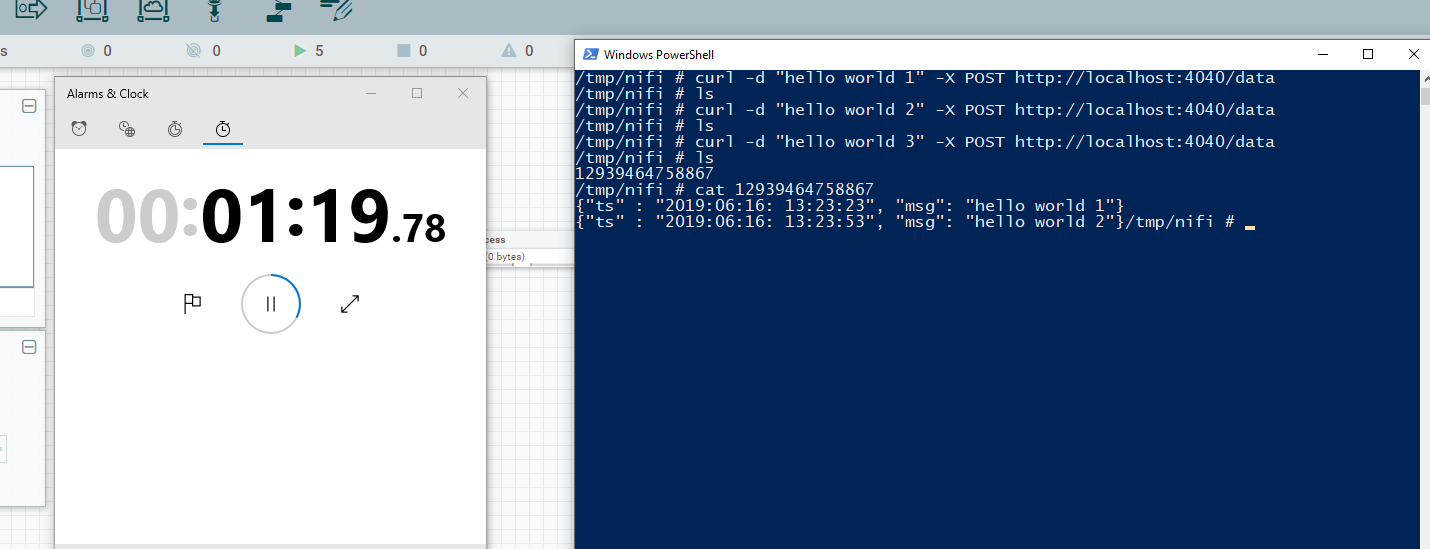 s
0
0
5
0
0
Alarms & Clock
00:01:19.78
cess
(0 bytes)
Windows PowerShell
/tmp/nifi # curl -d "hello world 1" -X POST http://localhost:4040/data
/tmp/nifi # ls
/tmp/nifi # curl -d "hello world 2" -X POST http://localhost:4040/data
/tmp/nifi # ls
/tmp/nifi # curl -d "hello world 3" -X POST http://localhost:4040/data
/tmp/nifi # ls
12939464758867
/tmp/nifi # cat 12939464758867
{"ts" : "2019:06:16: 13:23:23", "msg": "hello world 1"}
{"ts" : "2019:06:16: 13:23:53", "msg": "hello world 2"}/tmp/nifi #